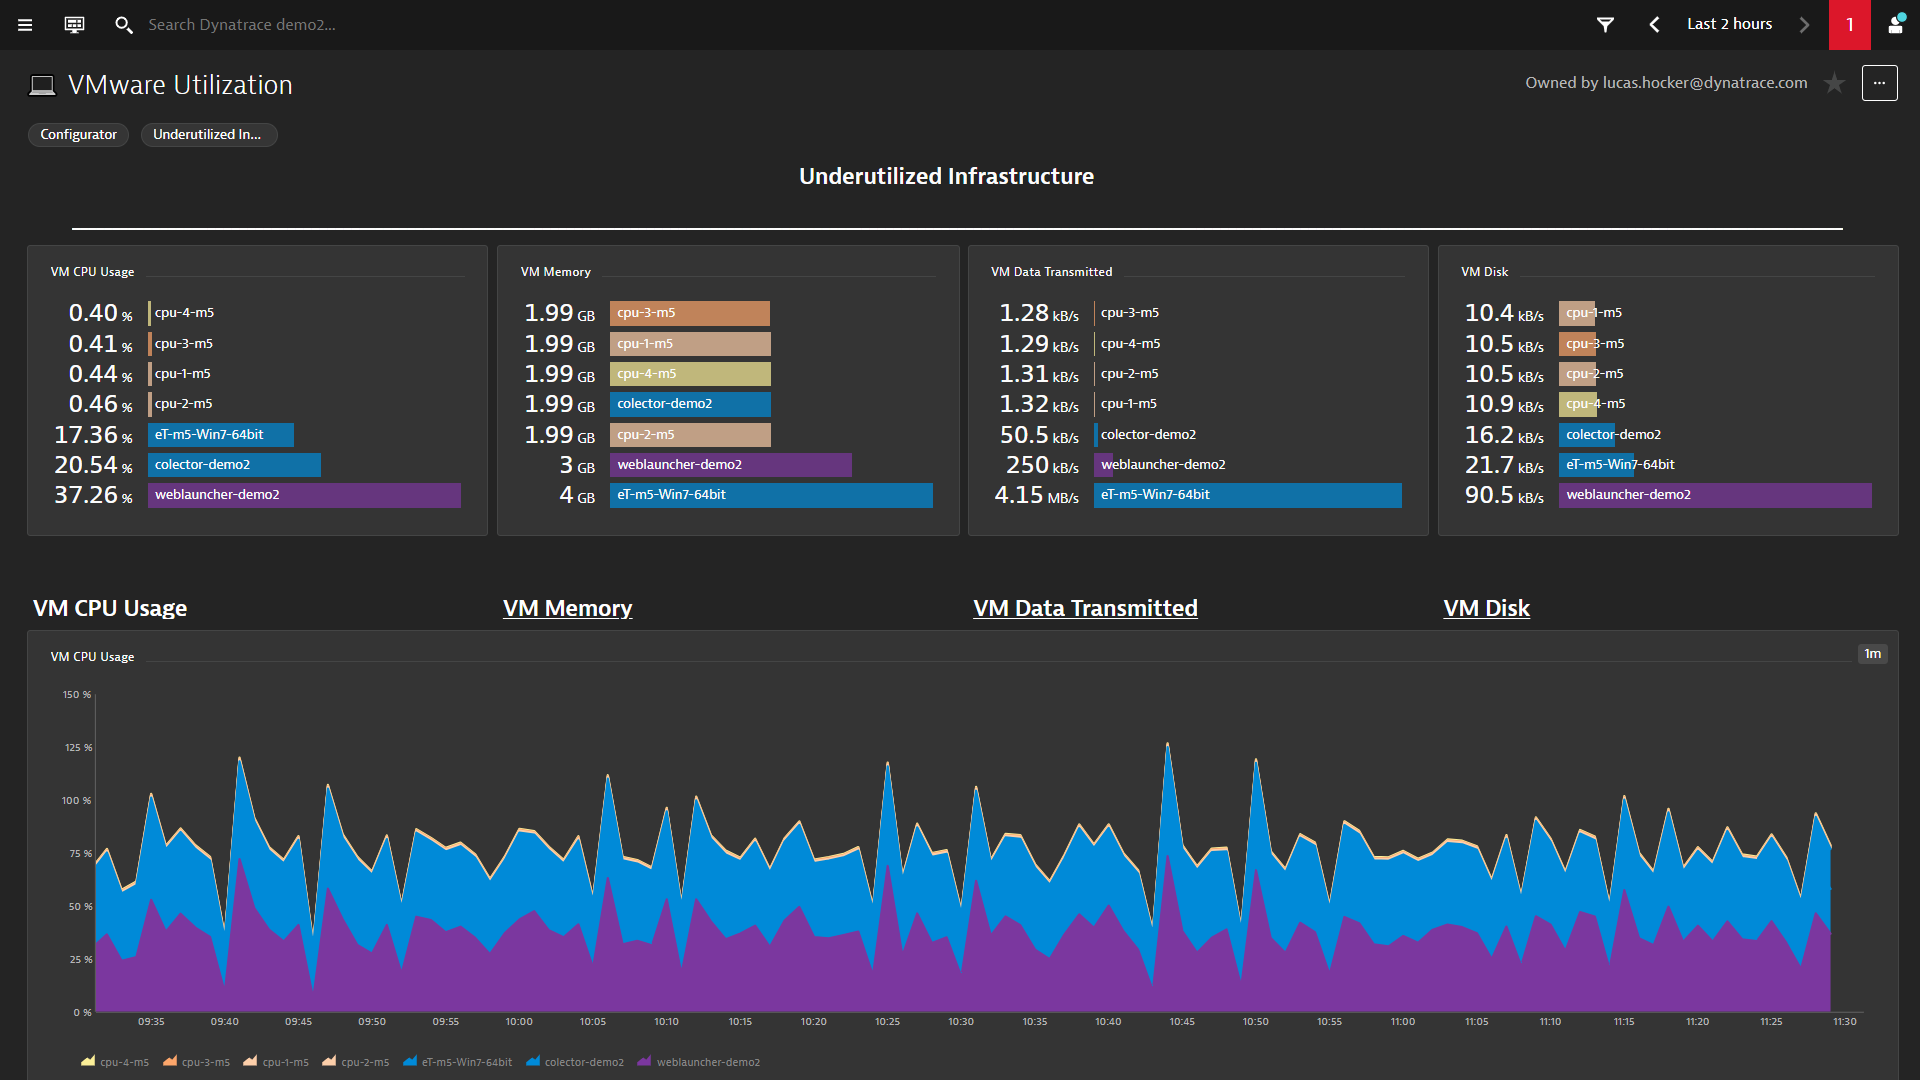 Search Dynatrace demo2...
Last 2 hours
1
VMware Utilization
Owned by lucas.hocker@dynatrace.com
...
Configurator
Underutilized In...
Underutilized Infrastructure
VM CPU Usage
0.40 % cpu-4-m5
0.41 % cpu-3-m5
0.44 % cpu-1-m5
0.46 % cpu-2-m5
17.36 % eT-m5-Win7-64bit
20.54 % colector-demo2
37.26 % weblauncher-demo2
VM Memory
1.99 GB cpu-3-m5
1.99 GB cpu-1-m5
1.99 GB cpu-4-m5
1.99 GB colector-demo2
1.99 GB cpu-2-m5
3 GB weblauncher-demo2
4 GB eT-m5-Win7-64bit
VM Data Transmitted
1.28 kB/s cpu-3-m5
1.29 kB/s cpu-4-m5
1.31 kB/s cpu-2-m5
1.32 kB/s cpu-1-m5
50.5 kB/s colector-demo2
250 kB/s weblauncher-demo2
4.15 MB/s eT-m5-Win7-64bit
VM Disk
10.4 kB/s cpu-1-m5
10.5 kB/s cpu-3-m5
10.5 kB/s cpu-2-m5
10.9 kB/s cpu-4-m5
16.2 kB/s colector-demo2
21.7 kB/s eT-m5-Win7-64bit
90.5 kB/s weblauncher-demo2
VM CPU Usage
VM Memory
VM Data Transmitted
VM Disk
VM CPU Usage
1m
150 %
125 %
100 %
75 %
50 %
25 %
0 %
09:35 09:40 09:45 09:50 09:55 10:00 10:05 10:10 10:15 10:20 10:25 10:30 10:35 10:40 10:45 10:50 10:55 11:00 11:05 11:10 11:15 11:20 11:25 11:30
cpu-4-m5 cpu-3-m5 cpu-1-m5 cpu-2-m5 eT-m5-Win7-64bit colector-demo2 weblauncher-demo2